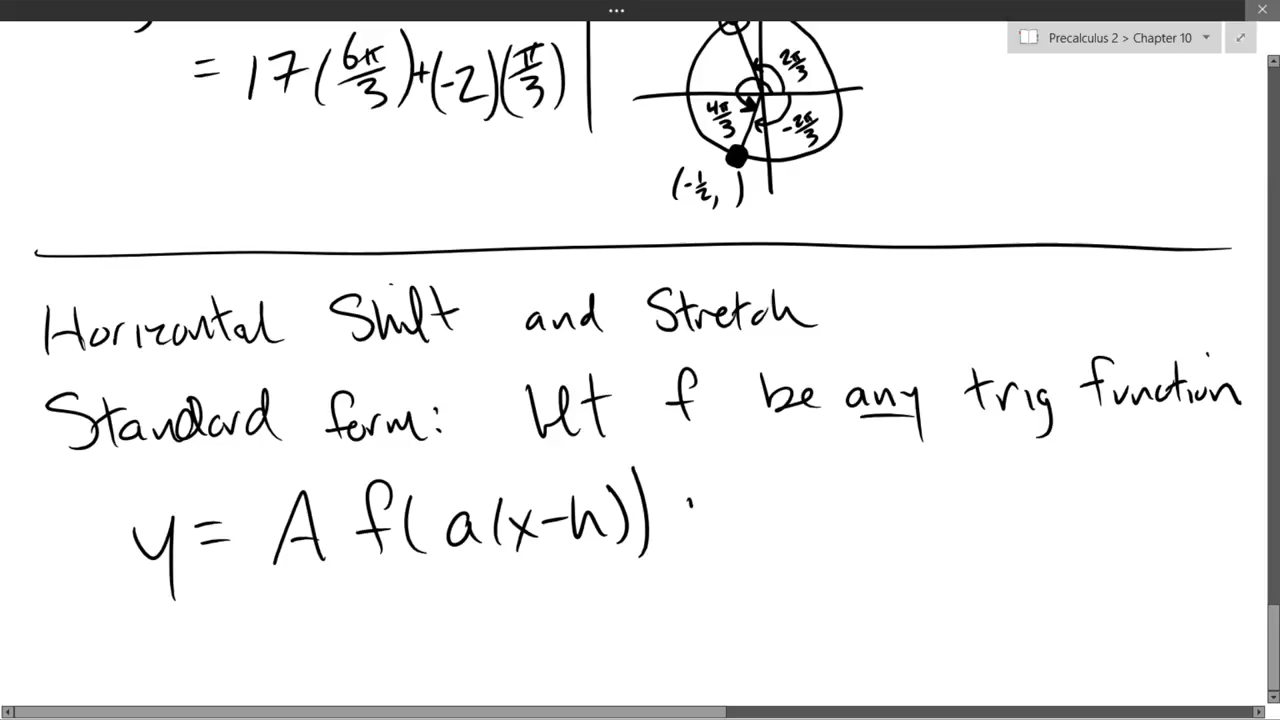 ...
Precalculus 2 > Chapter 10
= 17(6π/3)+(-2)(π/3)
2π/3
4π/3
-2π/3
(-1/2, )
Horizontal Shift and Stretch
Standard form: Let f be any trig function
y = A f(a(x-h))